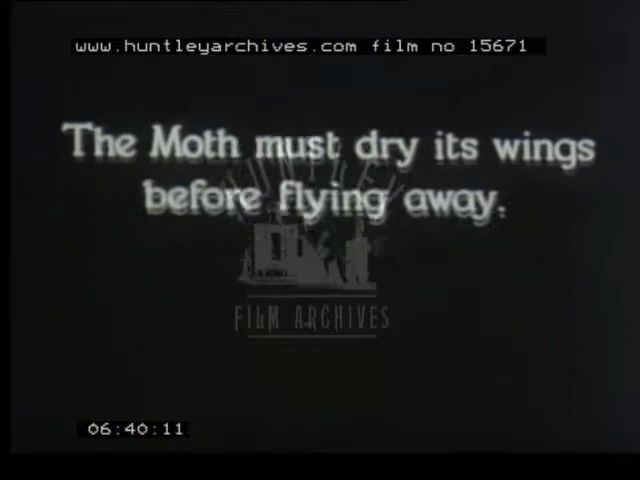 www.huntleyarchives.com film no 15671
The Moth must dry its wings
before flying away.
HUNTLEY
FILM ARCHIVES
06:40:11